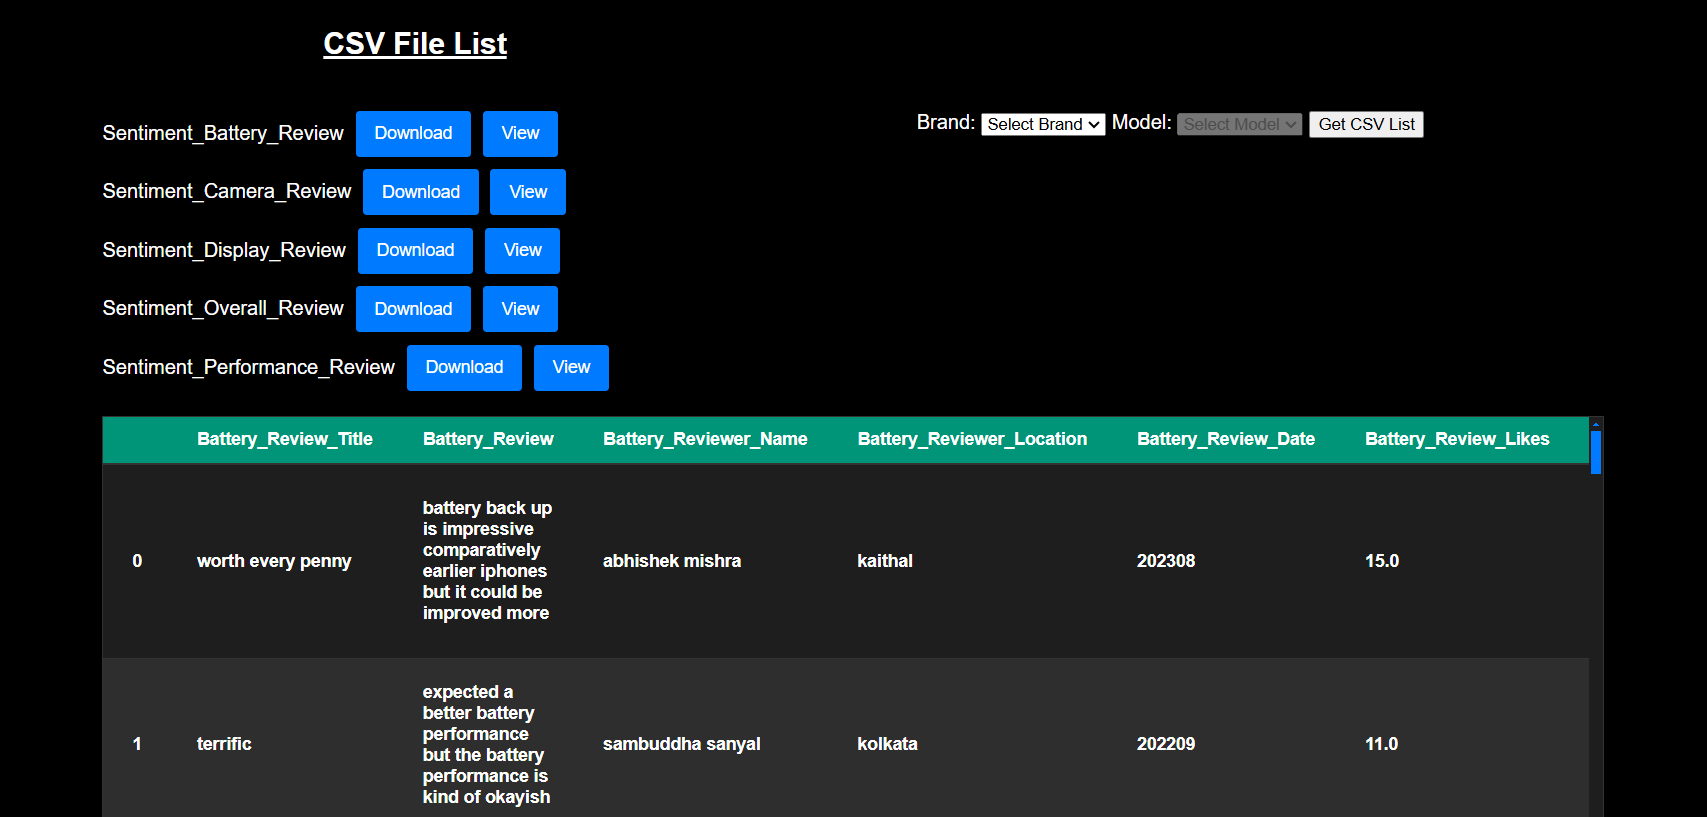 CSV File List
Sentiment_Battery_Review Download View
Brand: Select Brand Model: Select Model Get CSV List
Sentiment_Camera_Review Download View
Sentiment_Display_Review Download View
Sentiment_Overall_Review Download View
Sentiment_Performance_Review Download View
Battery_Review_Title Battery_Review Battery_Reviewer_Name Battery_Reviewer_Location Battery_Review_Date Battery_Review_Likes
0
worth every penny
battery back up
is impressive
comparatively
earlier iphones
but it could be
improved more
abhishek mishra
kaithal
202308
15.0
1
terrific
expected a
better battery
performance
but the battery
performance is
kind of okayish
sambuddha sanyal
kolkata
202209
11.0